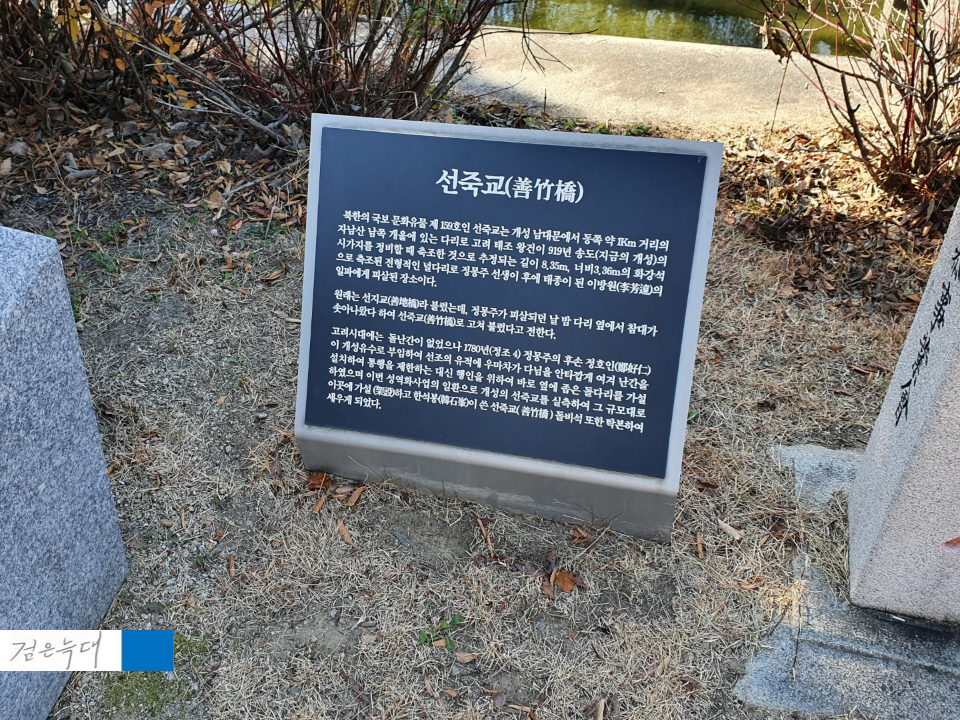 선죽교(善竹橋)
북한의 국보 문화유물 제 159호인 선죽교는 개성 남대문에서 동쪽 약 1Km 거리의
자남산 남쪽 개울에 있는 다리로 고려 태조 왕건이 919년 송도(지금의 개성)의
시가지를 정비할 때 축조한 것으로 추정되는 길이 8.35m, 너비3.36m의 화강석
으로 축조된 전형적인 널다리로 정몽주 선생이 후에 태종이 된 이방원(李芳遠)의
일파에게 피살된 장소이다.
원래는 선지교(善地橋)라 불렀는데, 정몽주가 피살되던 날 밤 다리 옆에서 참대가
솟아나왔다 하여 선죽교(善竹橋)로 고쳐 불렀다고 전한다.
고려시대에는 돌난간이 없었으나 1780년(정조 4) 정몽주의 후손 정호인(鄭好仁)
이 개성유수로 부임하여 선조의 유적에 우마차가 다님을 안타깝게 여겨 난간을
설치하여 통행을 제한하는 대신 행인을 위하여 바로 옆에 좁은 돌다리를 가설
하였으며 이번 성역화사업의 일환으로 개성의 선죽교를 실측하여 그 규모대로
이곳에 가설(架設)하고 한석봉(韓石峯)이 쓴 선죽교( 善竹橋 ) 돌비석 또한 탁본하여
세우게 되었다.
검은늑대